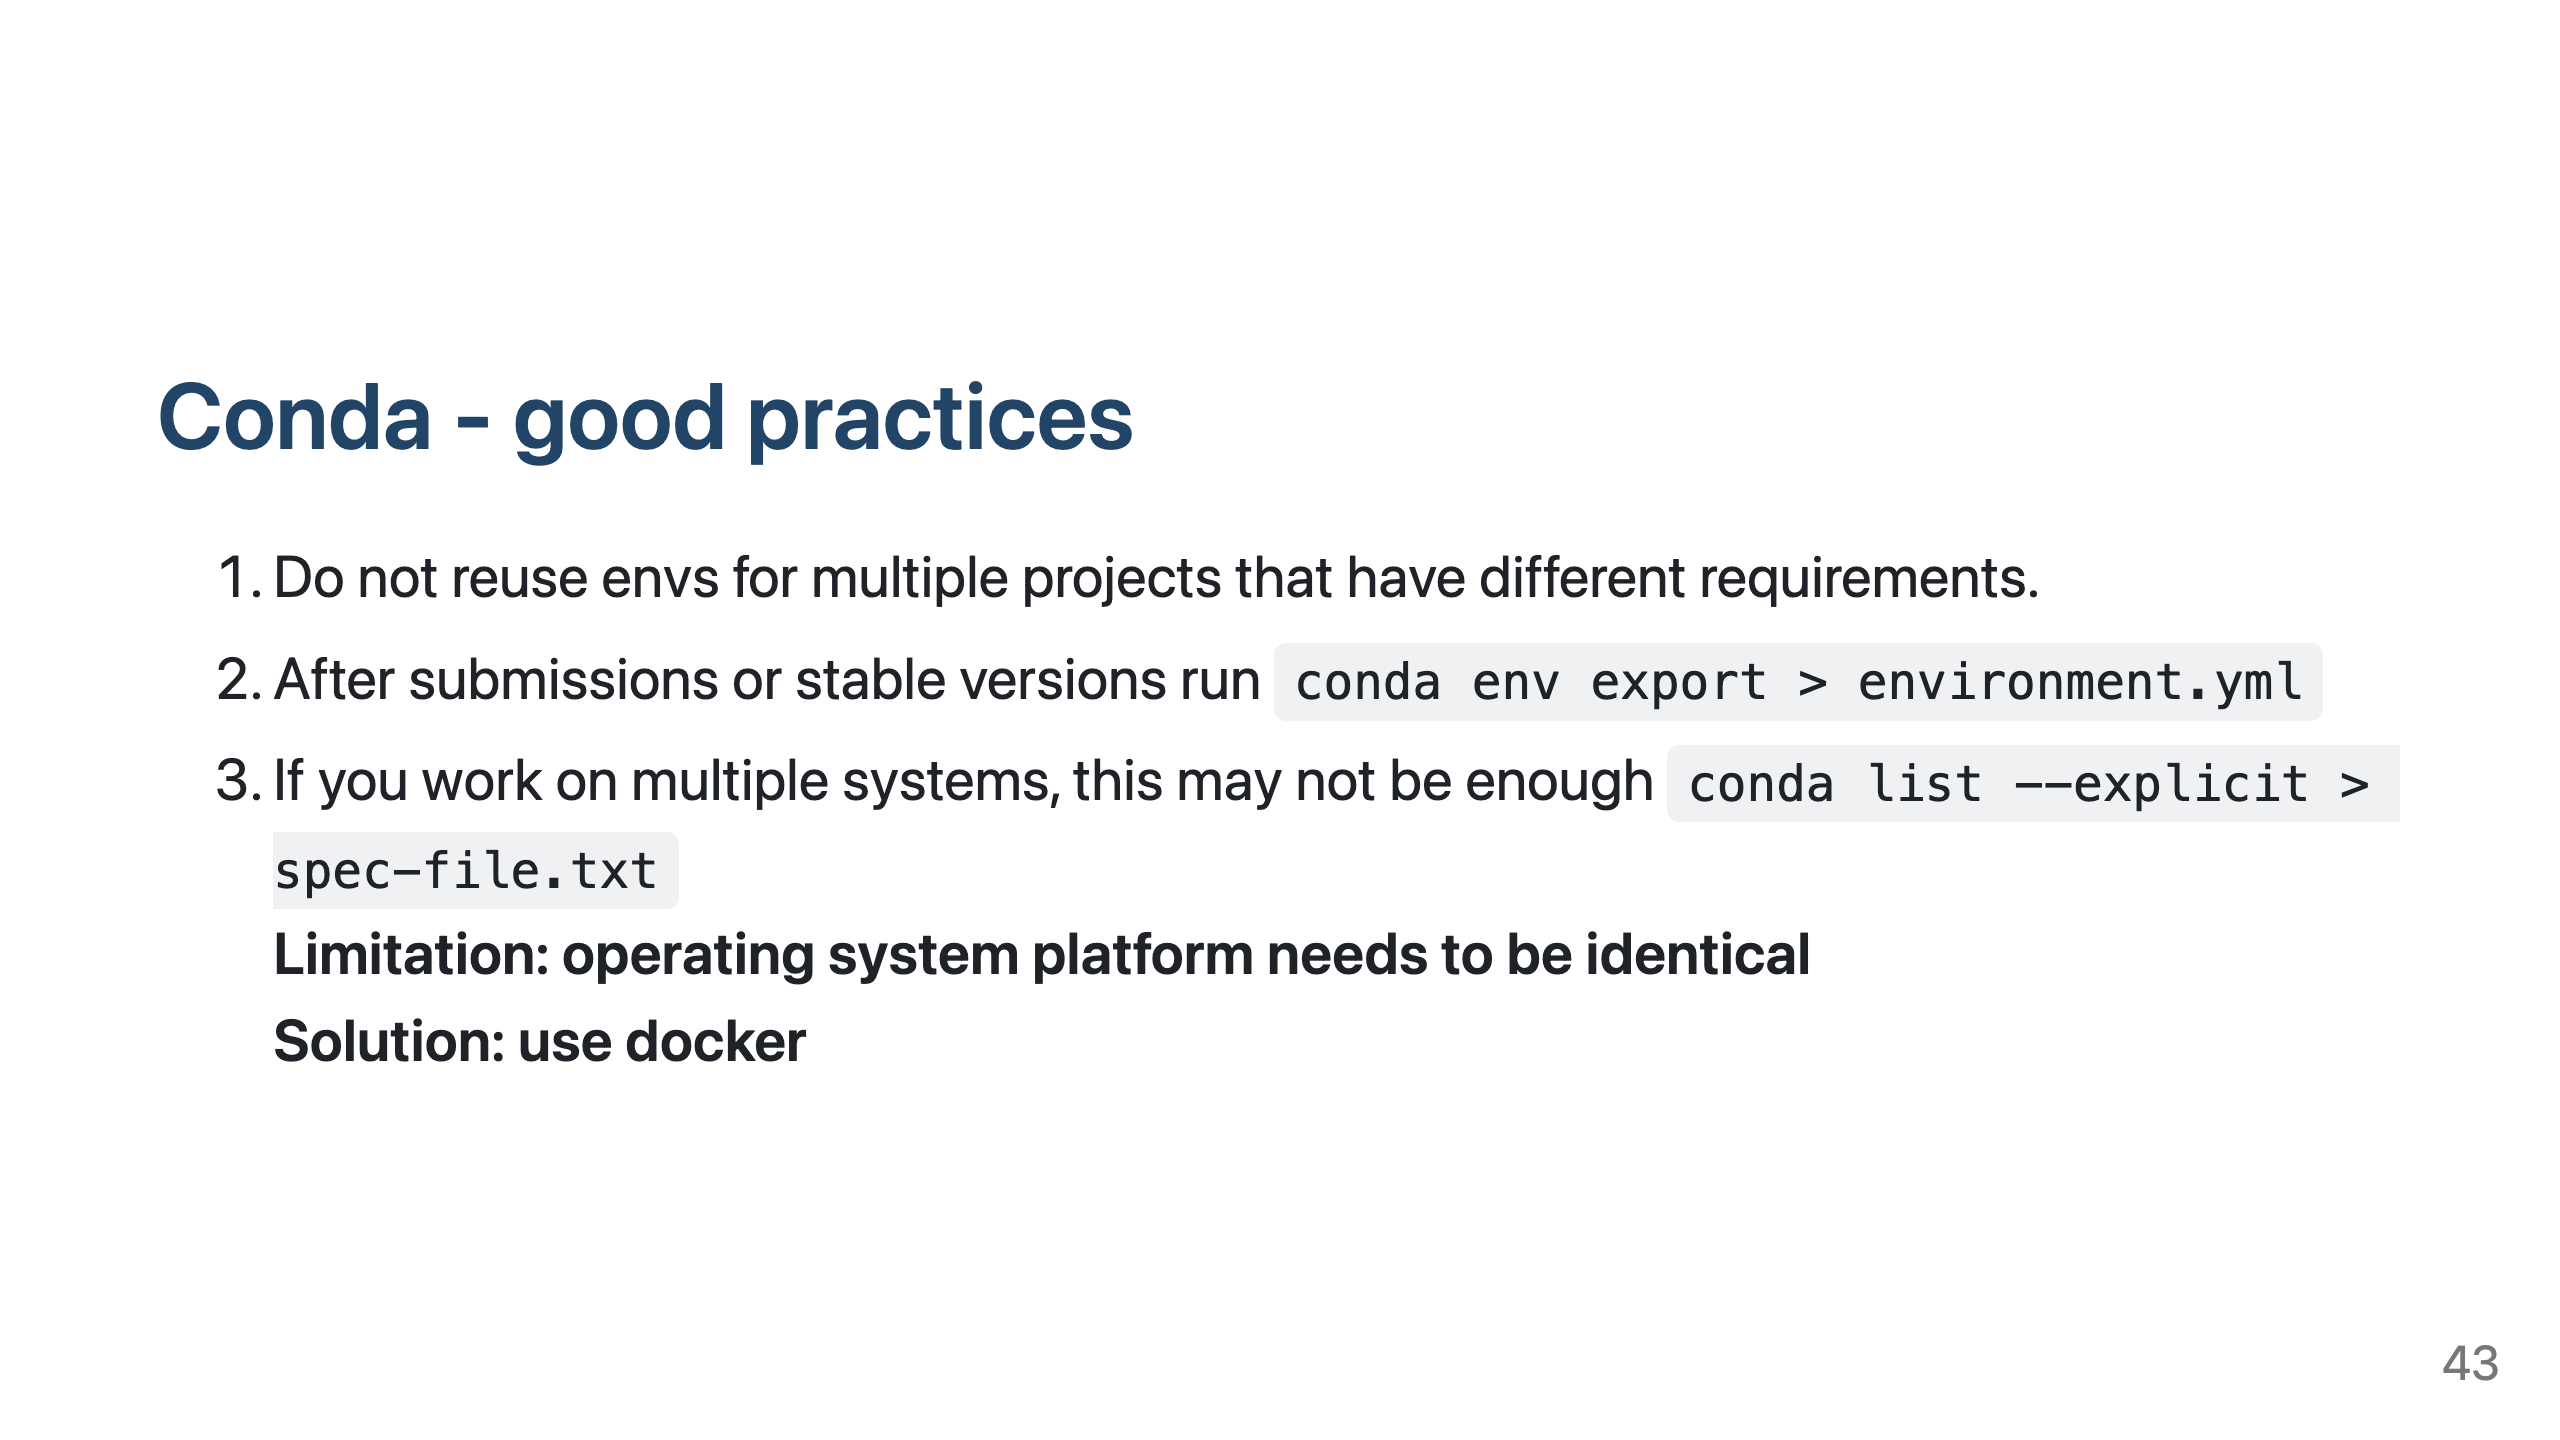 Conda - good practices
1. Do not reuse envs for multiple projects that have different requirements.
2. After submissions or stable versions run conda env export > environment.yml
3. If you work on multiple systems, this may not be enough conda list --explicit >
spec-file.txt
Limitation: operating system platform needs to be identical
Solution: use docker
43